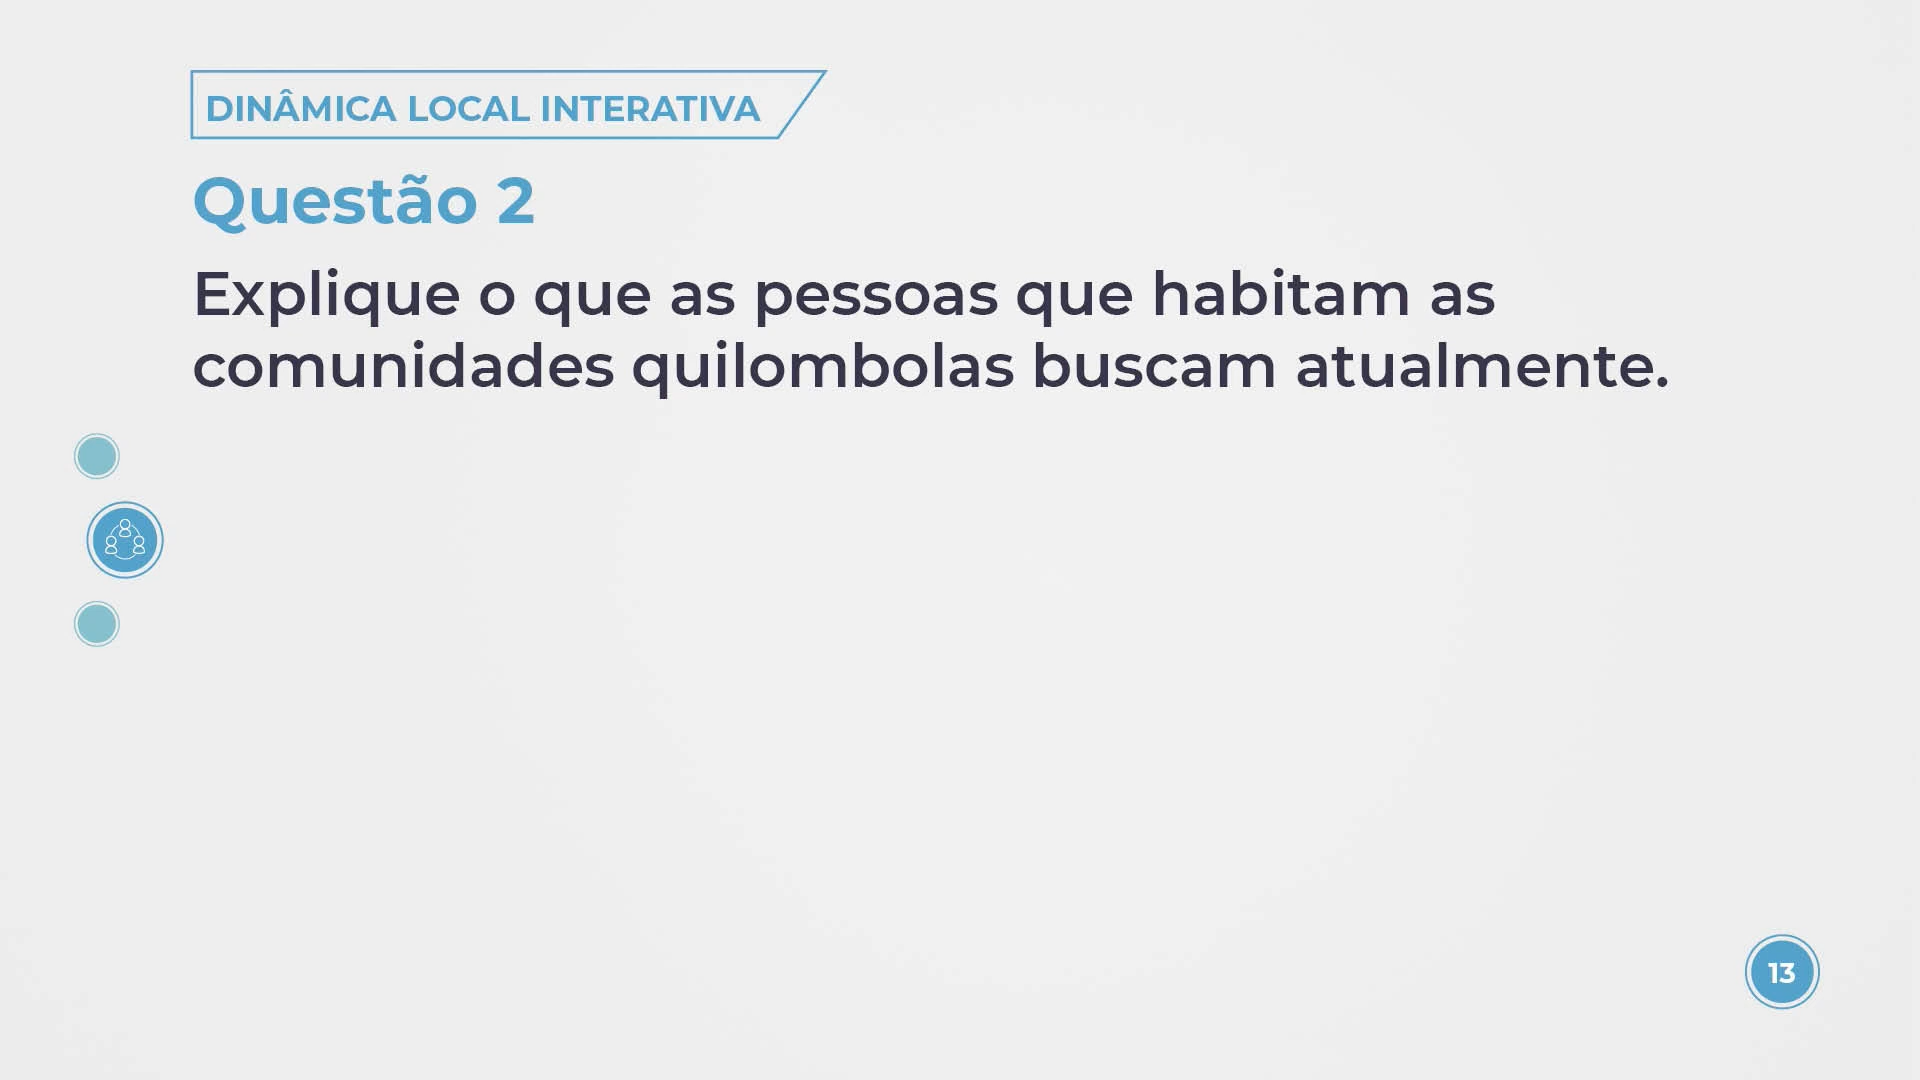 DINÂMICA LOCAL INTERATIVA
Questão 2
Explique o que as pessoas que habitam as
comunidades quilombolas buscam atualmente.
13